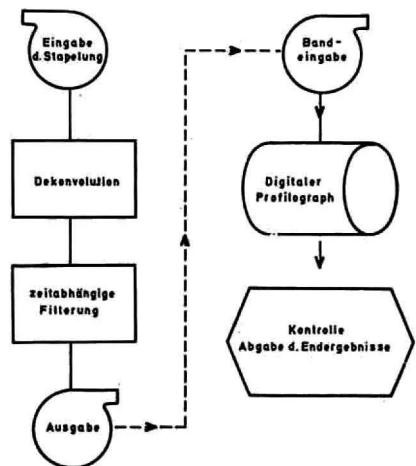 Eingabe
d. Stapelung
Dekonvolution
zeitabhängige
Filterung
Ausgabe
Band-
eingabe
Digitaler
Profilograph
Kontrolle
Abgabe d. Endergebnisse